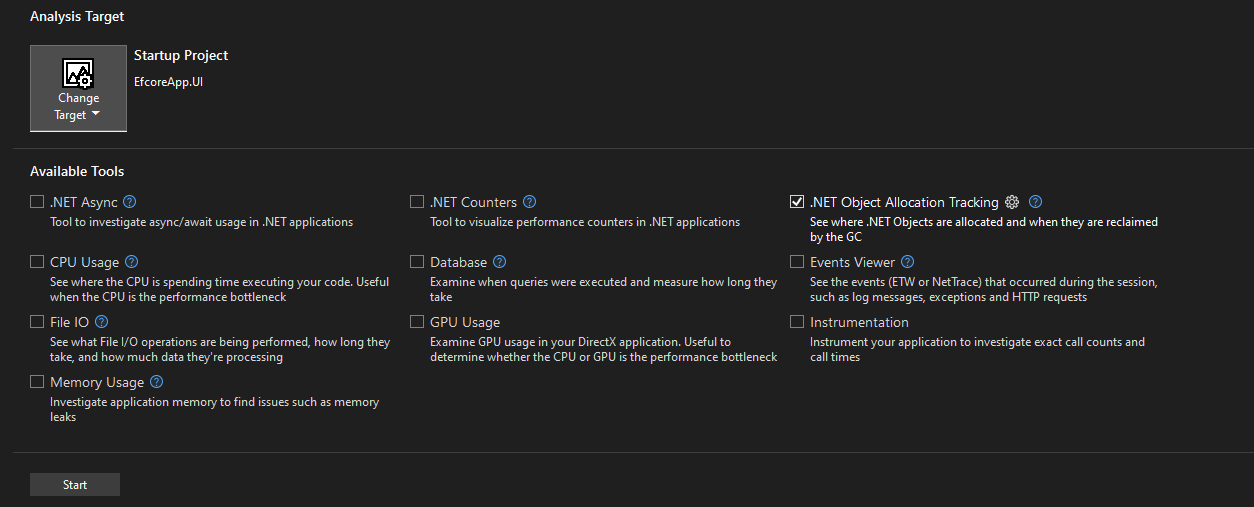 Analysis Target
Startup Project
EfcoreApp.UI
Change
Target
Available Tools
.NET Async ?
Tool to investigate async/await usage in .NET applications
.NET Counters ?
Tool to visualize performance counters in .NET applications
.NET Object Allocation Tracking ?
See where .NET Objects are allocated and when they are reclaimed
by the GC
CPU Usage ?
See where the CPU is spending time executing your code. Useful
when the CPU is the performance bottleneck
Database ?
Examine when queries were executed and measure how long they
take
Events Viewer ?
See the events (ETW or NetTrace) that occurred during the session,
such as log messages, exceptions and HTTP requests
File IO ?
See what File I/O operations are being performed, how long they
take, and how much data they're processing
GPU Usage
Examine GPU usage in your DirectX application. Useful to
determine whether the CPU or GPU is the performance bottleneck
Instrumentation
Instrument your application to investigate exact call counts and
call times
Memory Usage ?
Investigate application memory to find issues such as memory
leaks
Start